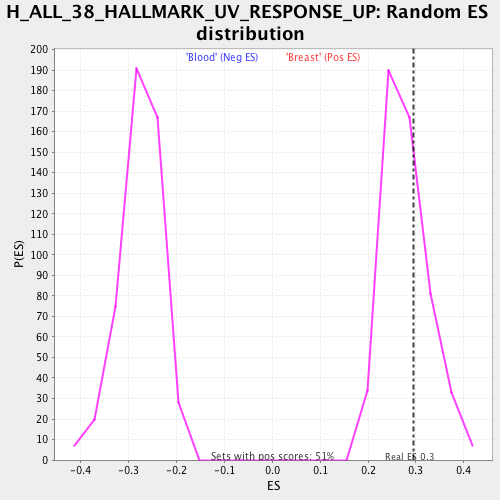 H_ALL_38_HALLMARK_UV_RESPONSE_UP: Random ES
distribution
'Blood' (Neg ES) 'Breast' (Pos ES)
200
190
180
170
160
150
140
130
120
110
100
90
80
70
60
50
40
30
20
10
0
P(ES)
Sets with pos scores: 51%
Real ES 0.3
-0.4 -0.3 -0.2 -0.1 0.0 0.1 0.2 0.3 0.4
ES